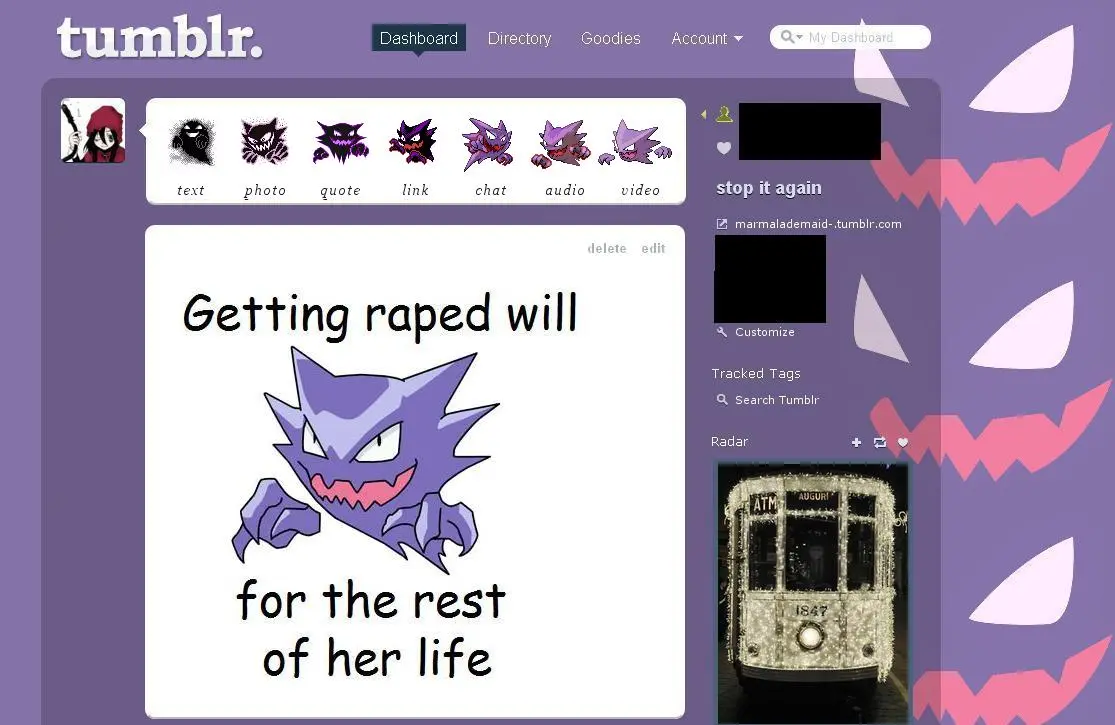 tumblr.
Dashboard Directory Goodies Account My Dashboard
text photo quote link chat audio video
stop it again
marmalademaid-.tumblr.com
Customize
Tracked Tags
Search Tumblr
Radar
delete edit
Getting raped will
for the rest
of her life
ATM AUGURI
1847